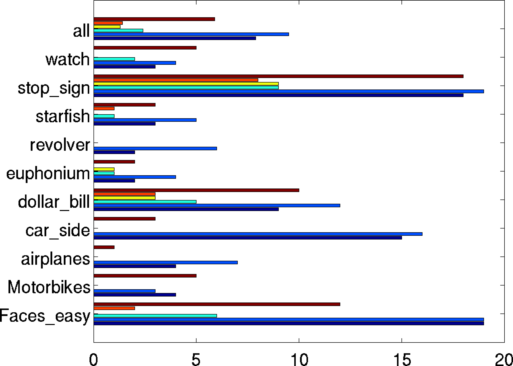 all
watch
stop_sign
starfish
revolver
euphonium
dollar_bill
car_side
airplanes
Motorbikes
Faces_easy
0 5 10 15 20